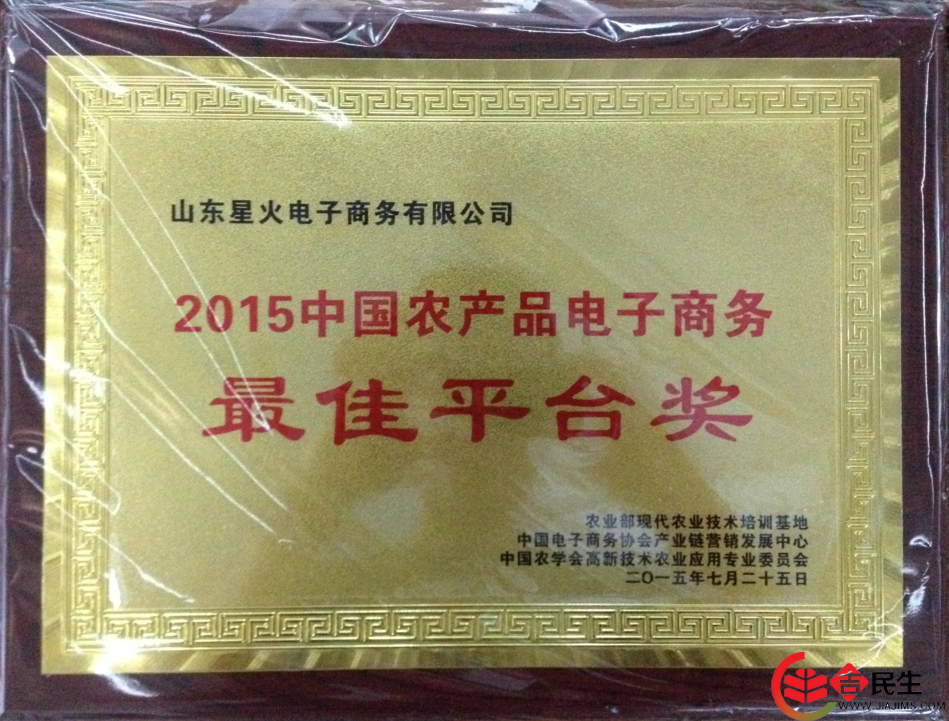 山东星火电子商务有限公司
2015中国农产品电子商务
最佳平台奖
农业部现代农业技术培训基地
中国电子商务协会产业链营销发展中心
中国农学会高新技术农业应用专业委员会
二〇一五年七月二十五日
吉民生
WWW.JIAJIMS.COM